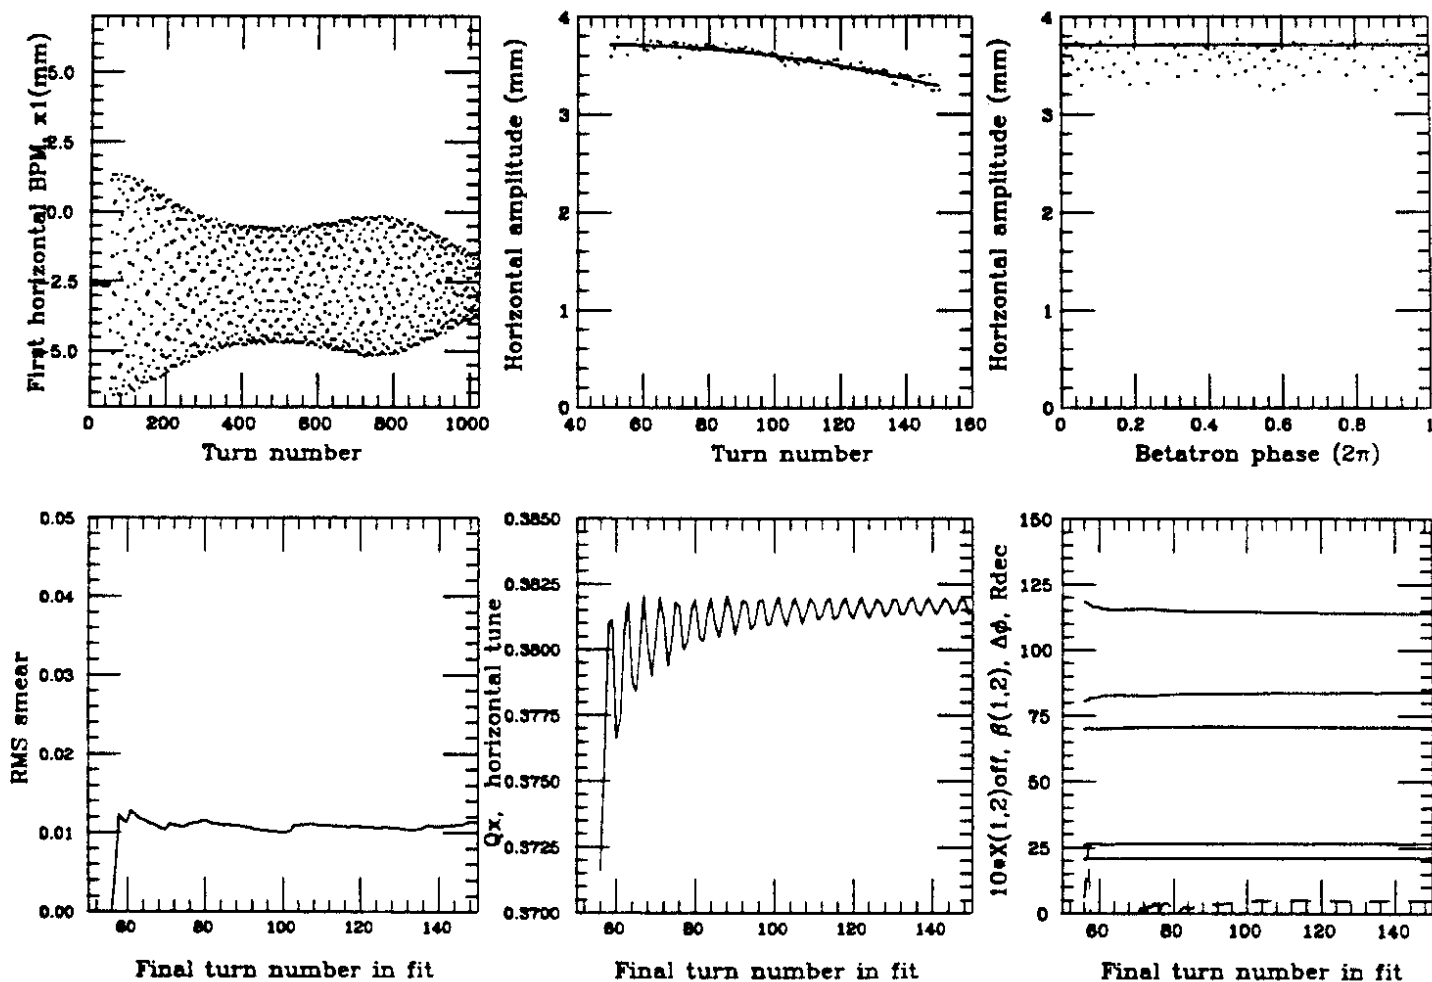 First horizontal BPM, x1(mm)
5.0
2.5
0.0
2.5
5.0
0 200 400 600 800 1000
Turn number
Horizontal amplitude (mm)
4
3
2
1
0
40 60 80 100 120 140 160
Turn number
Horizontal amplitude (mm)
4
3
2
1
0
0 0.2 0.4 0.6 0.8 1
Betatron phase (2π)
RMS smear
0.05
0.04
0.03
0.02
0.01
0.00
60 80 100 120 140
Final turn number in fit
Qx, horizontal tune
0.3850
0.3825
0.3800
0.3775
0.3750
0.3725
0.3700
60 80 100 120 140
Final turn number in fit
10*X(1,2)off, β(1,2), Δϕ, Rdec
150
125
100
75
50
25
0
60 80 100 120 140
Final turn number in fit